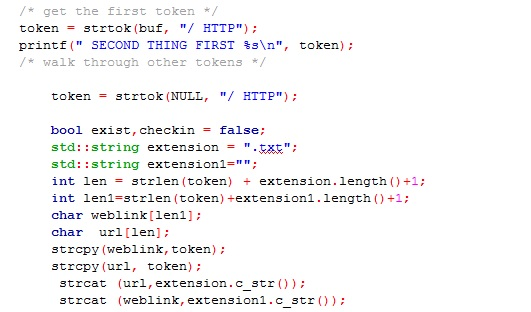 /* get the first token */
token = strtok(buf, "/ HTTP");
printf(" SECOND THING FIRST %s\n", token);
/* walk through other tokens */
token = strtok(NULL, "/ HTTP");
bool exist,checkin = false;
std::string extension = ".txt";
std::string extension1="";
int len = strlen(token) + extension.length()+1;
int len1=strlen(token)+extension1.length()+1;
char weblink[len1];
char  url[len];
strcpy(weblink,token);
strcpy(url, token);
strcat (url,extension.c_str());
strcat (weblink,extension1.c_str());